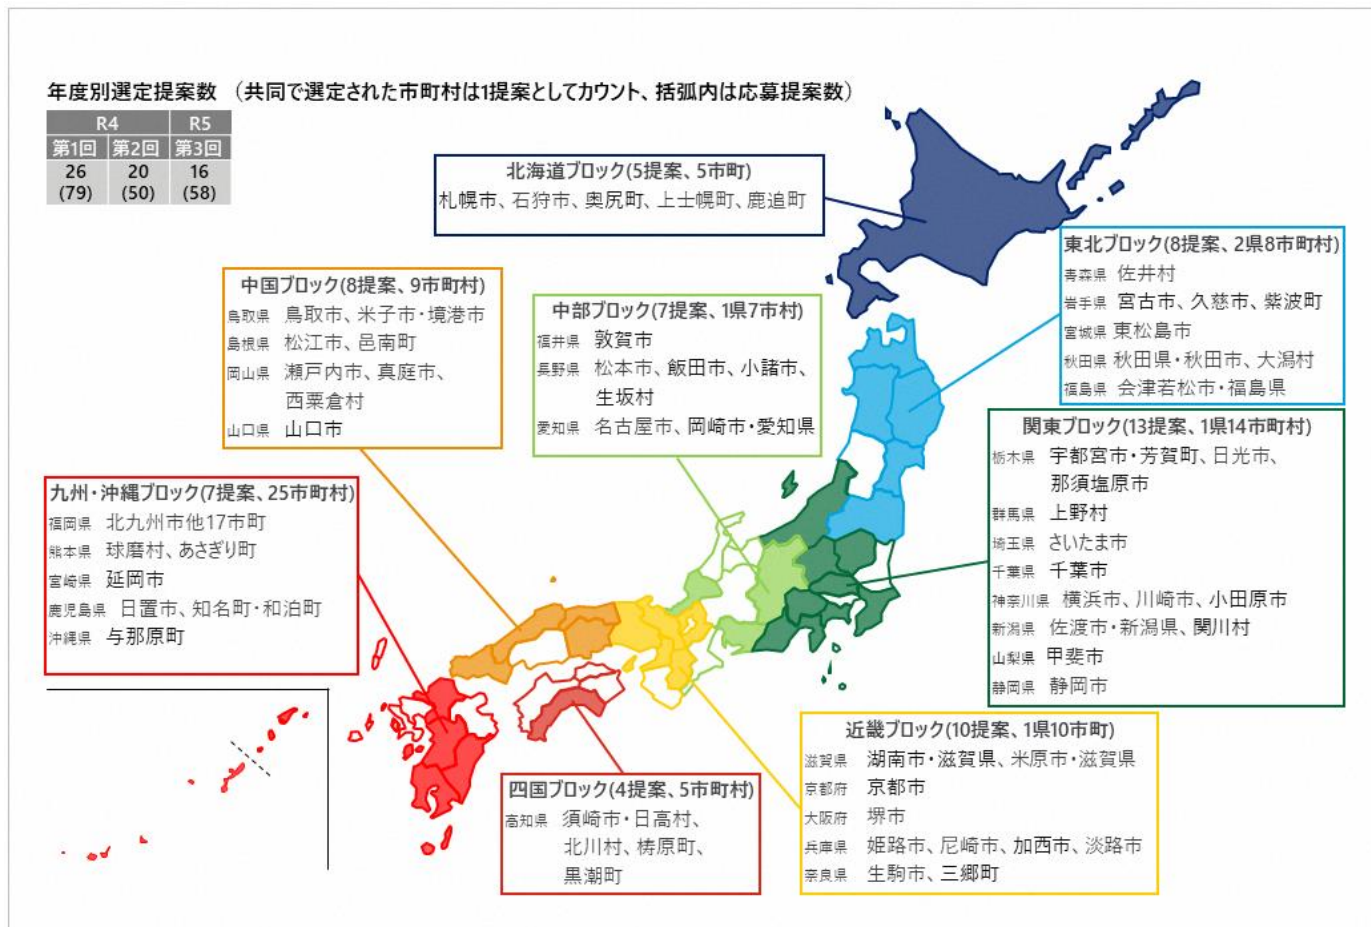 年度別選定提案数 （共同で選定された市町村は1提案としてカウント、括弧内は応募提案数）
R4 R5
第1回 第2回 第3回
26 20 16
(79) (50) (58)
北海道ブロック(5提案、5市町)
札幌市、石狩市、奥尻町、上士幌町、鹿追町
東北ブロック(8提案、2県8市町村)
青森県 佐井村
岩手県 宮古市、久慈市、紫波町
宮城県 東松島市
秋田県 秋田県・秋田市、大潟村
福島県 会津若松市・福島県
中国ブロック(8提案、9市町村)
鳥取県 鳥取市、米子市・境港市
島根県 松江市、邑南町
岡山県 瀬戸内市、真庭市、
西粟倉村
山口県 山口市
中部ブロック(7提案、1県7市村)
福井県 敦賀市
長野県 松本市、飯田市、小諸市、
生坂村
愛知県 名古屋市、岡崎市・愛知県
関東ブロック(13提案、1県14市町村)
栃木県 宇都宮市・芳賀町、日光市、
那須塩原市
群馬県 上野村
埼玉県 さいたま市
千葉県 千葉市
神奈川県 横浜市、川崎市、小田原市
新潟県 佐渡市・新潟県、関川村
山梨県 甲斐市
静岡県 静岡市
九州・沖縄ブロック(7提案、25市町村)
福岡県 北九州市他17市町
熊本県 球磨村、あさぎり町
宮崎県 延岡市
鹿児島県 日置市、知名町・和泊町
沖縄県 与那原町
四国ブロック(4提案、5市町村)
高知県 須崎市・日高村、
北川村、梼原町、
黒潮町
近畿ブロック(10提案、1県10市町)
滋賀県 湖南市・滋賀県、米原市・滋賀県
京都府 京都市
大阪府 堺市
兵庫県 姫路市、尼崎市、加西市、淡路市
奈良県 生駒市、三郷町